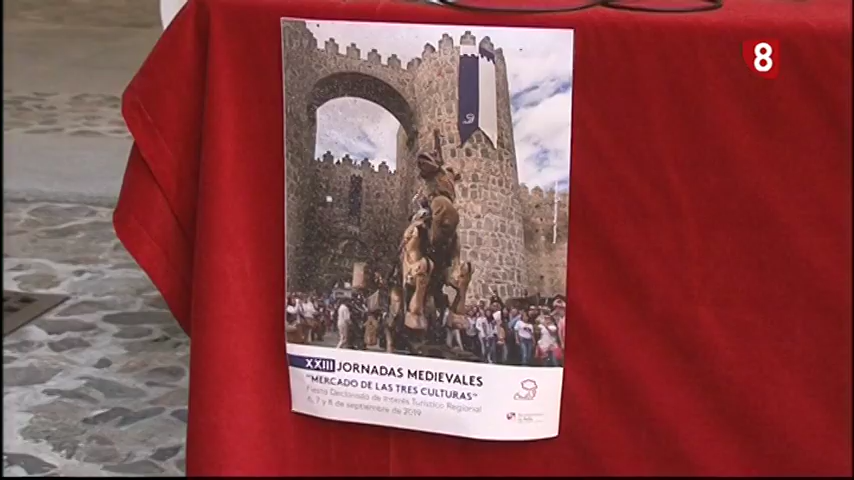 8
XXIII JORNADAS MEDIEVALES
"MERCADO DE LAS TRES CULTURAS"
Fiesta Declarada de Interés Turístico Regional
6, 7 y 8 de septiembre de 2019